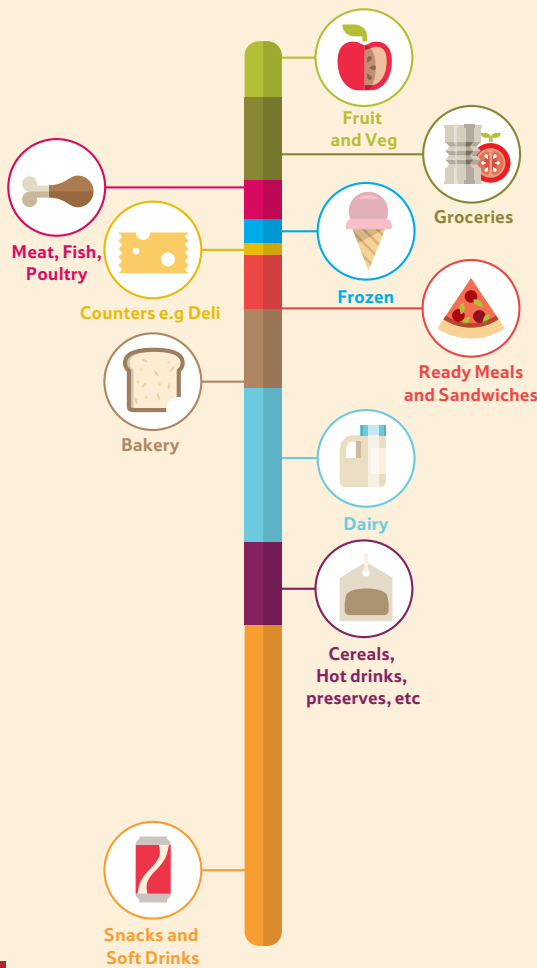 Fruit
and Veg
Groceries
Meat, Fish,
Poultry
Frozen
Counters e.g Deli
Ready Meals
and Sandwiches
Bakery
Dairy
Cereals,
Hot drinks,
preserves, etc
Snacks and
Soft Drinks